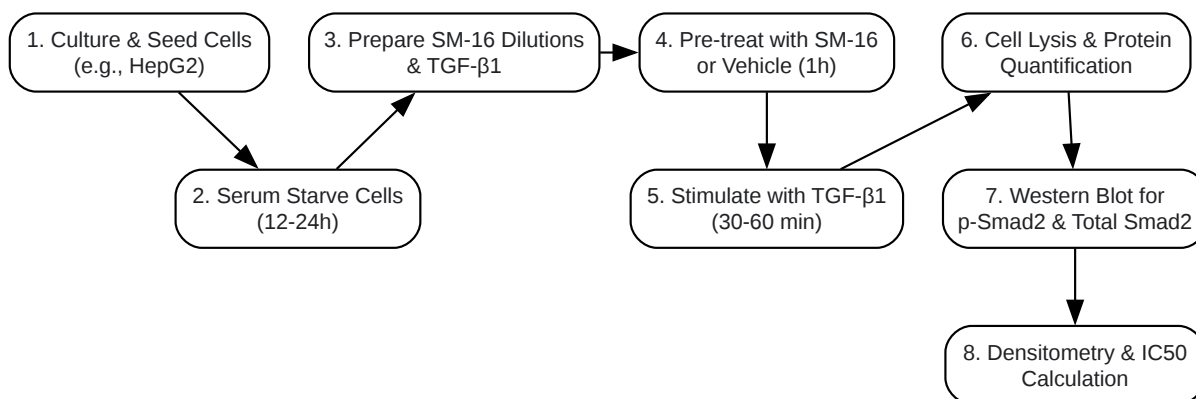 1. Culture & Seed Cells
(e.g., HepG2)
2. Serum Starve Cells
(12-24h)
3. Prepare SM-16 Dilutions
& TGF-β1
4. Pre-treat with SM-16
or Vehicle (1h)
5. Stimulate with TGF-β1
(30-60 min)
6. Cell Lysis & Protein
Quantification
7. Western Blot for
p-Smad2 & Total Smad2
8. Densitometry & IC50
Calculation